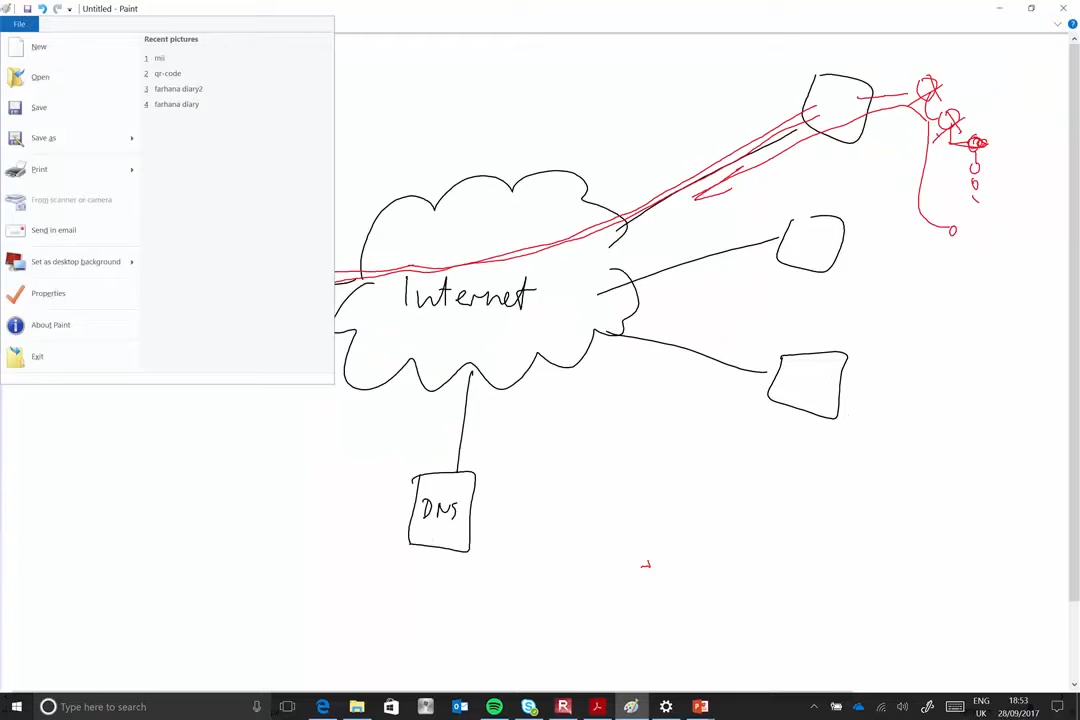 Untitled - Paint
File
Recent pictures
New
1 mii
2 qr-code
Open
3 farhana diary2
4 farhana diary
Save
Save as
Print
From scanner or camera
Send in email
Set as desktop background
Properties
About Paint
Exit
Internet
DNS
Type here to search
ENG
UK
18:53
28/09/2017